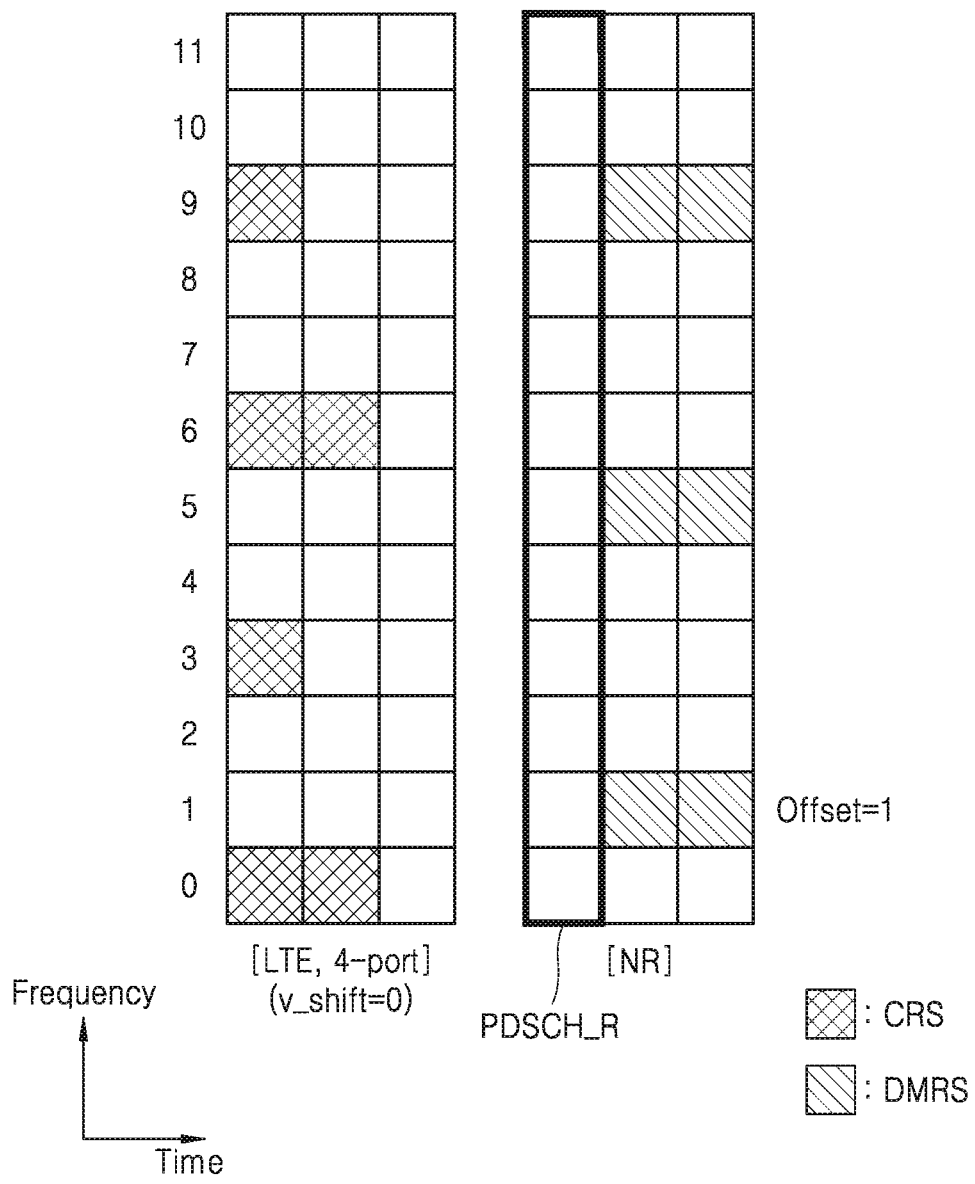 11
10
9
8
7
6
5
4
3
2
1
0
Offset=1
[LTE, 4-port]
(v_shift=0)
[NR]
PDSCH_R
Frequency
Time
: CRS
: DMRS